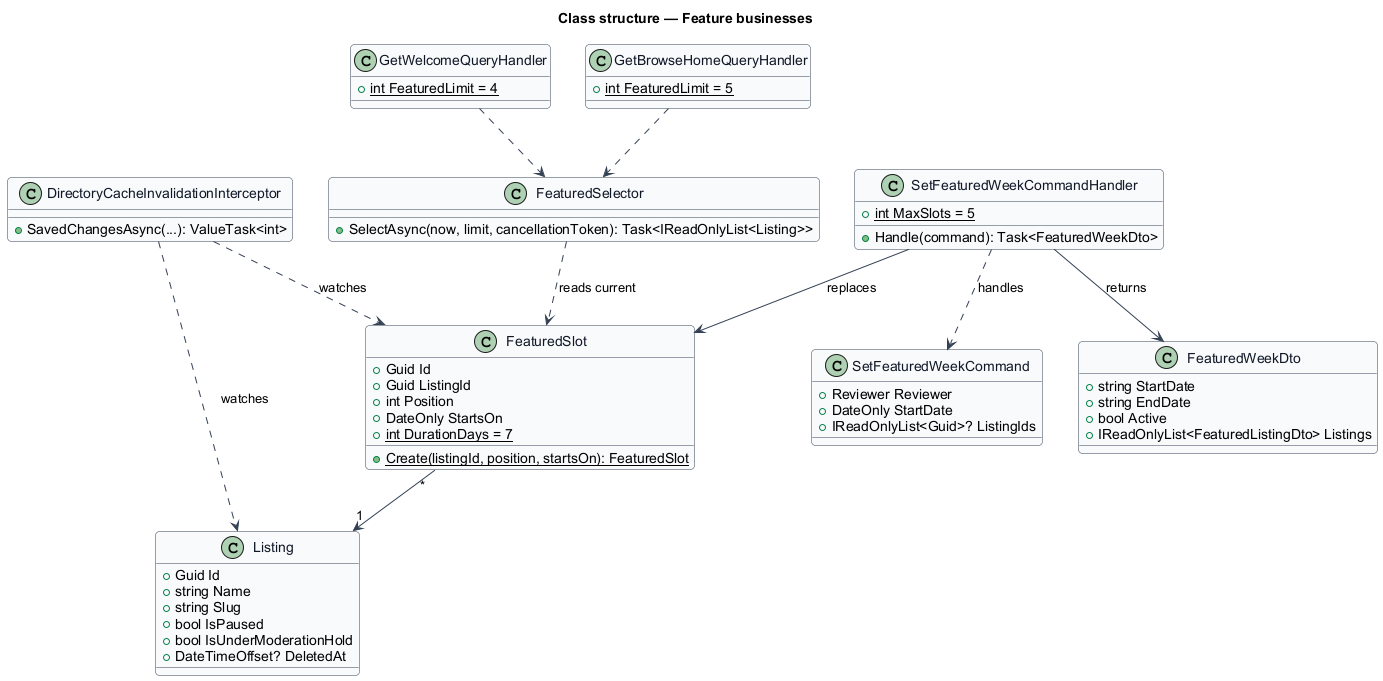 Class structure — Feature businesses
C GetWelcomeQueryHandler
int FeaturedLimit = 4
C GetBrowseHomeQueryHandler
int FeaturedLimit = 5
C DirectoryCacheInvalidationInterceptor
SavedChangesAsync(...): ValueTask<int>
C FeaturedSelector
SelectAsync(now, limit, cancellationToken): Task<IReadOnlyList<Listing>>
C SetFeaturedWeekCommandHandler
int MaxSlots = 5
Handle(command): Task<FeaturedWeekDto>
watches
reads current
replaces
handles
returns
watches
C FeaturedSlot
Guid Id
Guid ListingId
int Position
DateOnly StartsOn
int DurationDays = 7
Create(listingId, position, startsOn): FeaturedSlot
C SetFeaturedWeekCommand
Reviewer Reviewer
DateOnly StartDate
IReadOnlyList<Guid>? ListingIds
C FeaturedWeekDto
string StartDate
string EndDate
bool Active
IReadOnlyList<FeaturedListingDto> Listings
*
1
C Listing
Guid Id
string Name
string Slug
bool IsPaused
bool IsUnderModerationHold
DateTimeOffset? DeletedAt